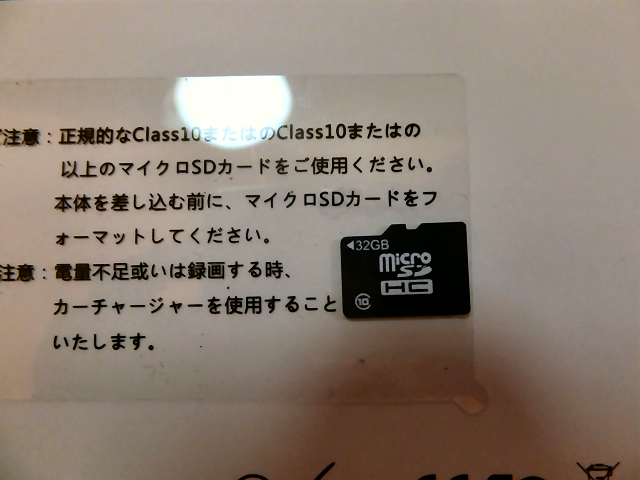 注意：正規的なClass10またはのClass10またはの
以上のマイクロSDカードをご使用ください。
本体を差し込む前に、マイクロSDカードをフ
ォーマットしてください。
注意：電量不足或いは録画する時、
カーチャージャーを使用すること
いたします。
◀32GB
micro
SD
HC
10